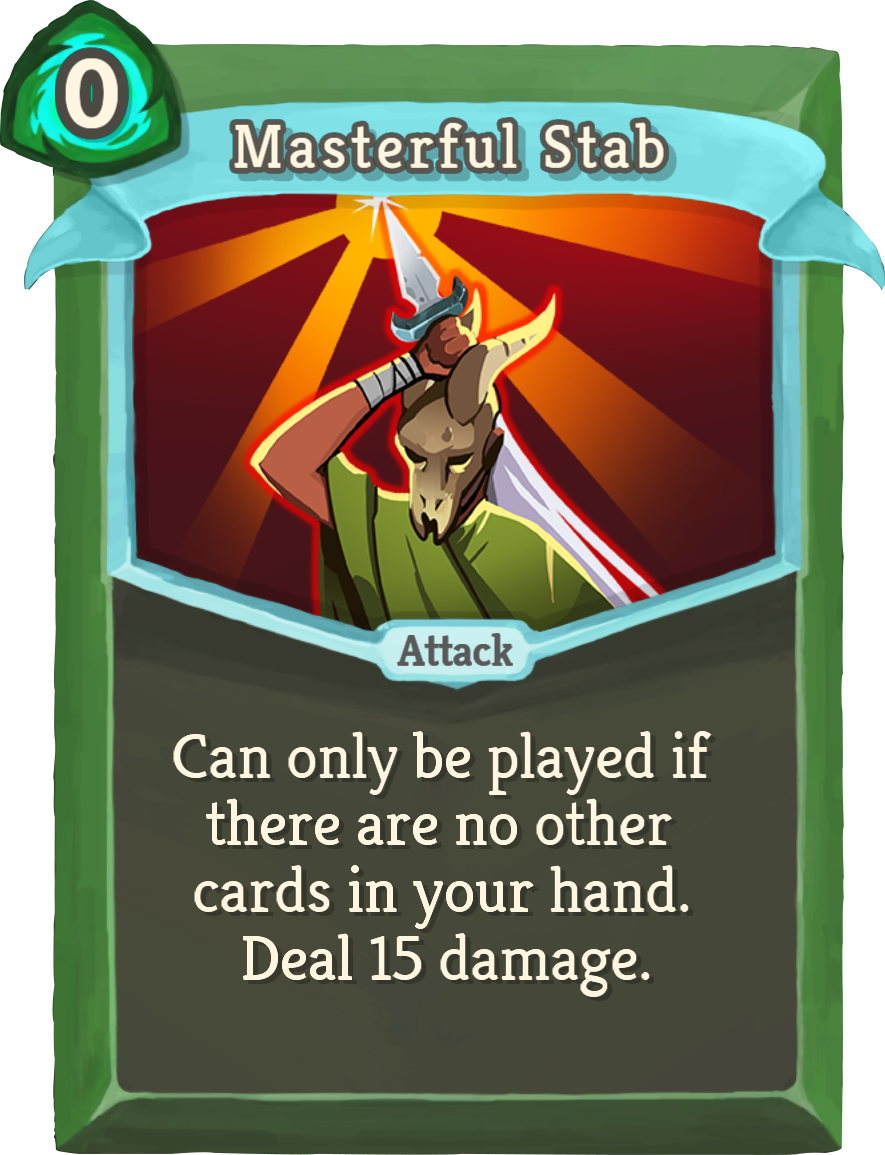 0
Masterful Stab
Attack
Can only be played if
there are no other
cards in your hand.
Deal 15 damage.